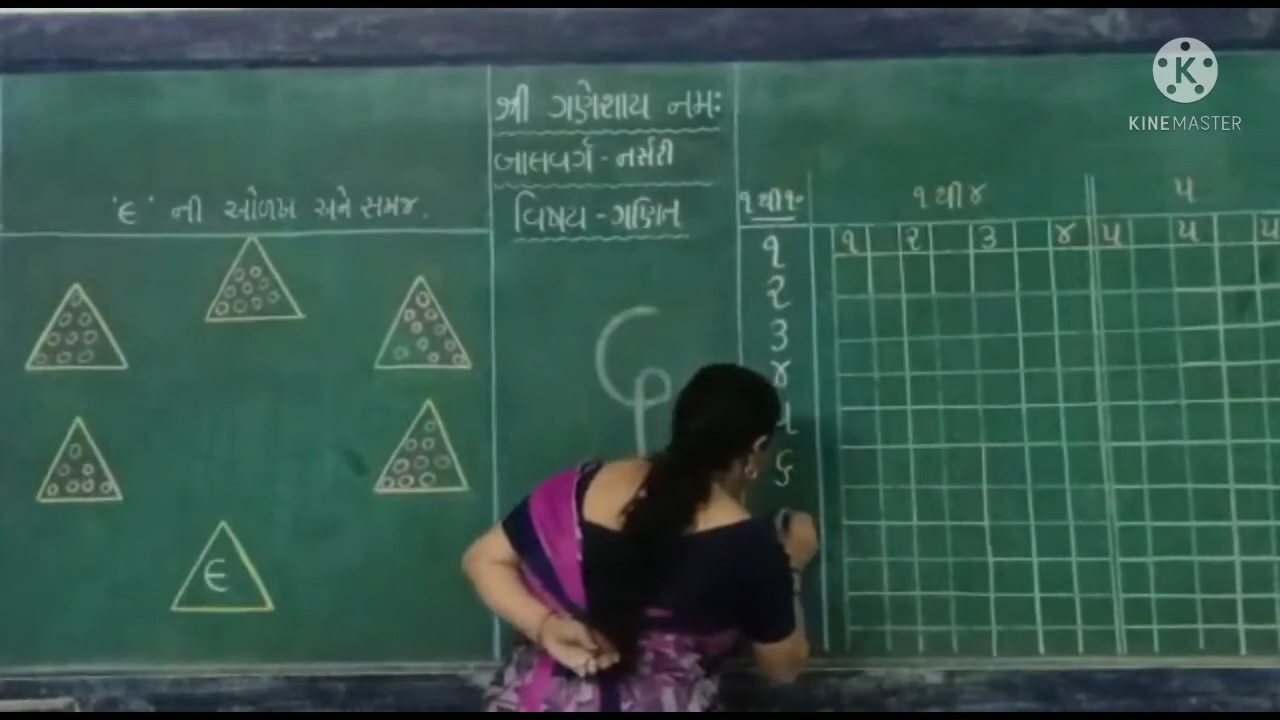 શ્રી ગણેશાય નમઃ
બાલવર્ગ - નર્સરી
વિષય - ગણિત
'૯' ની ઓળખ અને સમજ.
૯
૧ થી ૧૦
૧
૨
૩
૪
૫
૬
૧ થી ૪
૫
૧ ૨ ૩ ૪ ૫ ૫ ૫
KINEMASTER